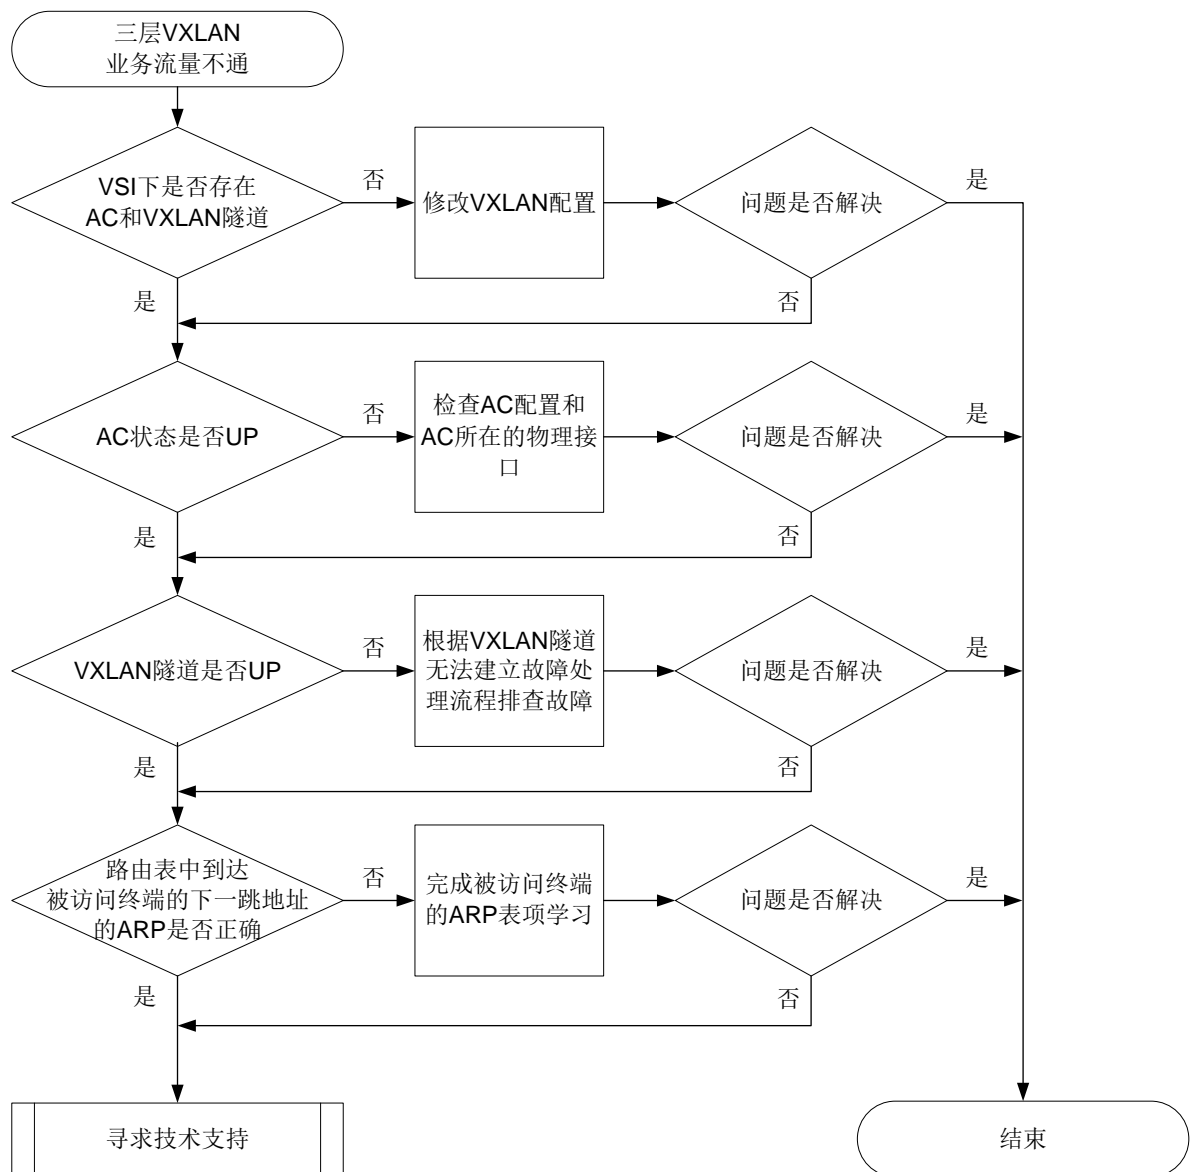 三层VXLAN
业务流量不通
VSI下是否存在
AC和VXLAN隧道
否
修改VXLAN配置
问题是否解决
是
是
否
AC状态是否UP
否
检查AC配置和
AC所在的物理接
口
问题是否解决
是
是
否
VXLAN隧道是否UP
否
根据VXLAN隧道
无法建立故障处
理流程排查故障
问题是否解决
是
是
否
路由表中到达
被访问终端的下一跳地址
的ARP是否正确
否
完成被访问终端
的ARP表项学习
问题是否解决
是
是
否
寻求技术支持
结束